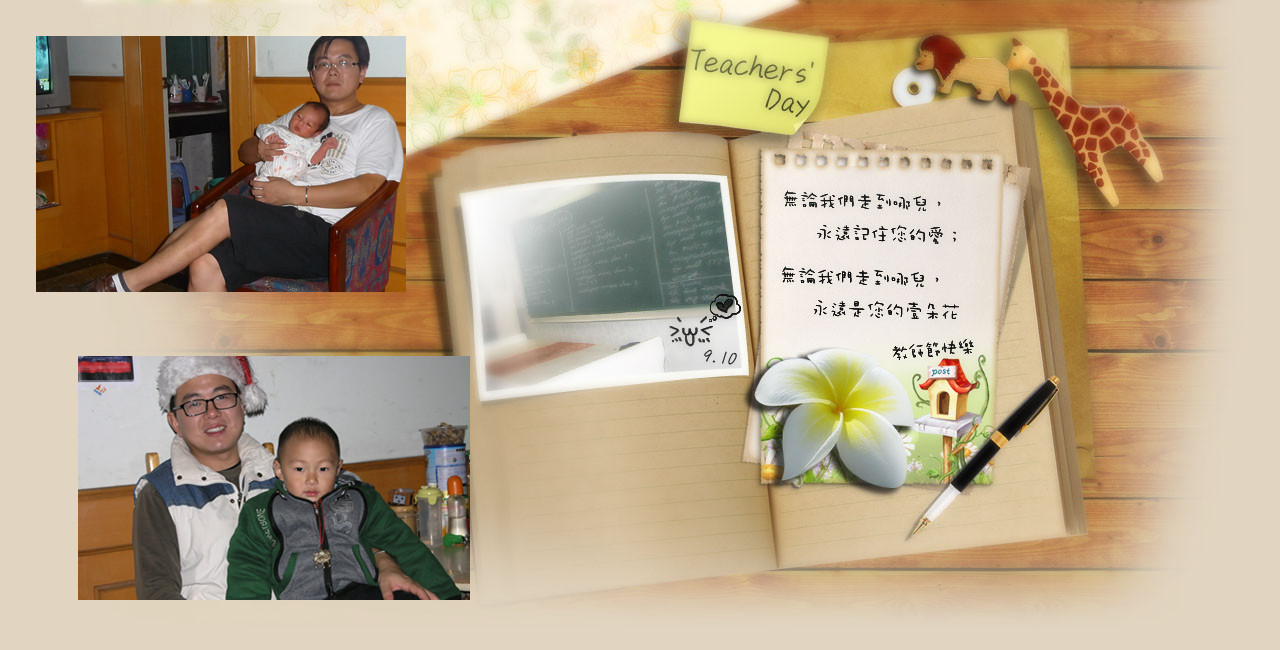 Teachers'
Day
無論我們走到哪兒，
永遠記住您的愛；
無論我們走到哪兒，
永遠是您的壹朵花
教師節快樂
post
9.10